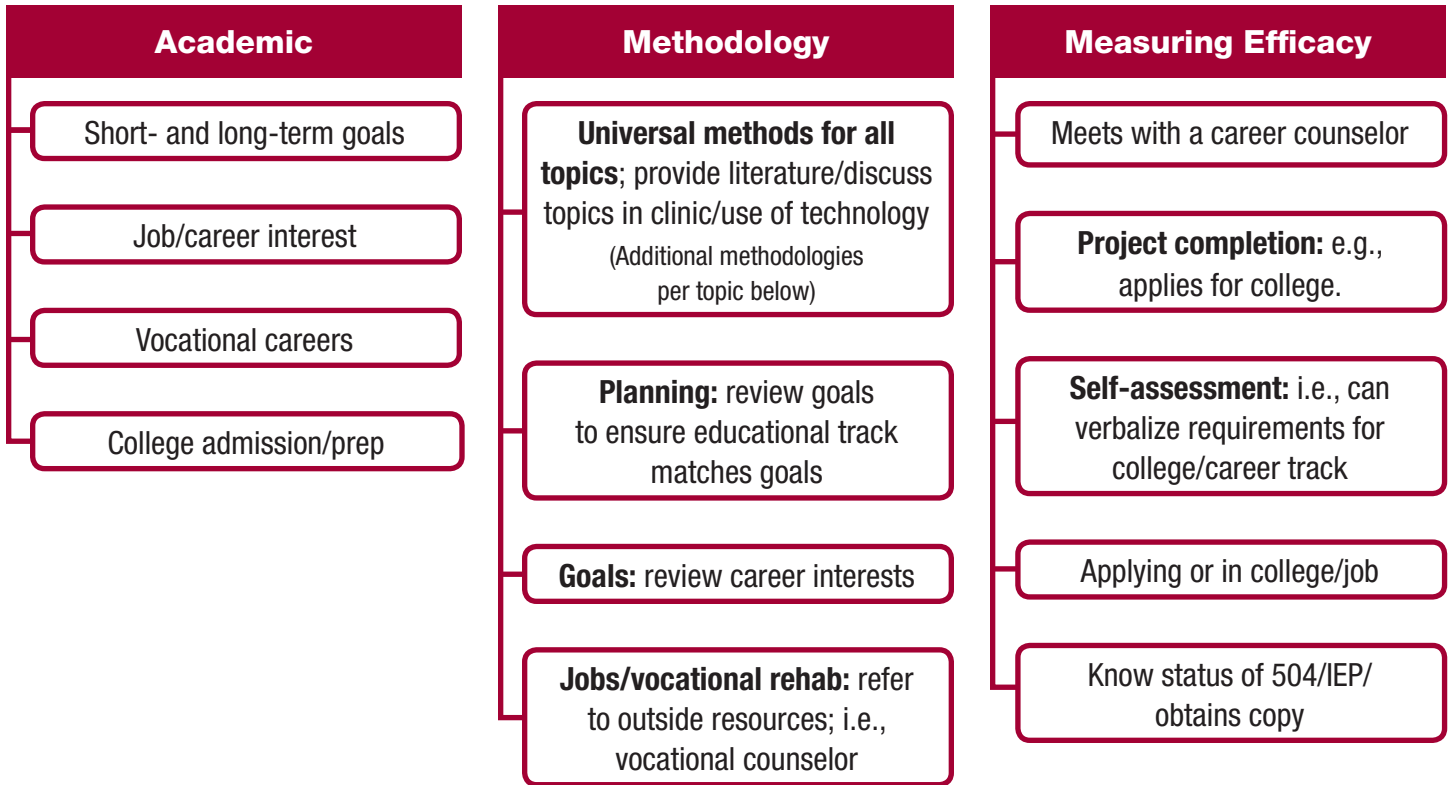 Academic
Short- and long-term goals
Job/career interest
Vocational careers
College admission/prep
Methodology
Universal methods for all
topics; provide literature/discuss
topics in clinic/use of technology
(Additional methodologies
per topic below)
Planning: review goals
to ensure educational track
matches goals
Goals: review career interests
Jobs/vocational rehab: refer
to outside resources; i.e.,
vocational counselor
Measuring Efficacy
Meets with a career counselor
Project completion: e.g.,
applies for college.
Self-assessment: i.e., can
verbalize requirements for
college/career track
Applying or in college/job
Know status of 504/IEP/
obtains copy